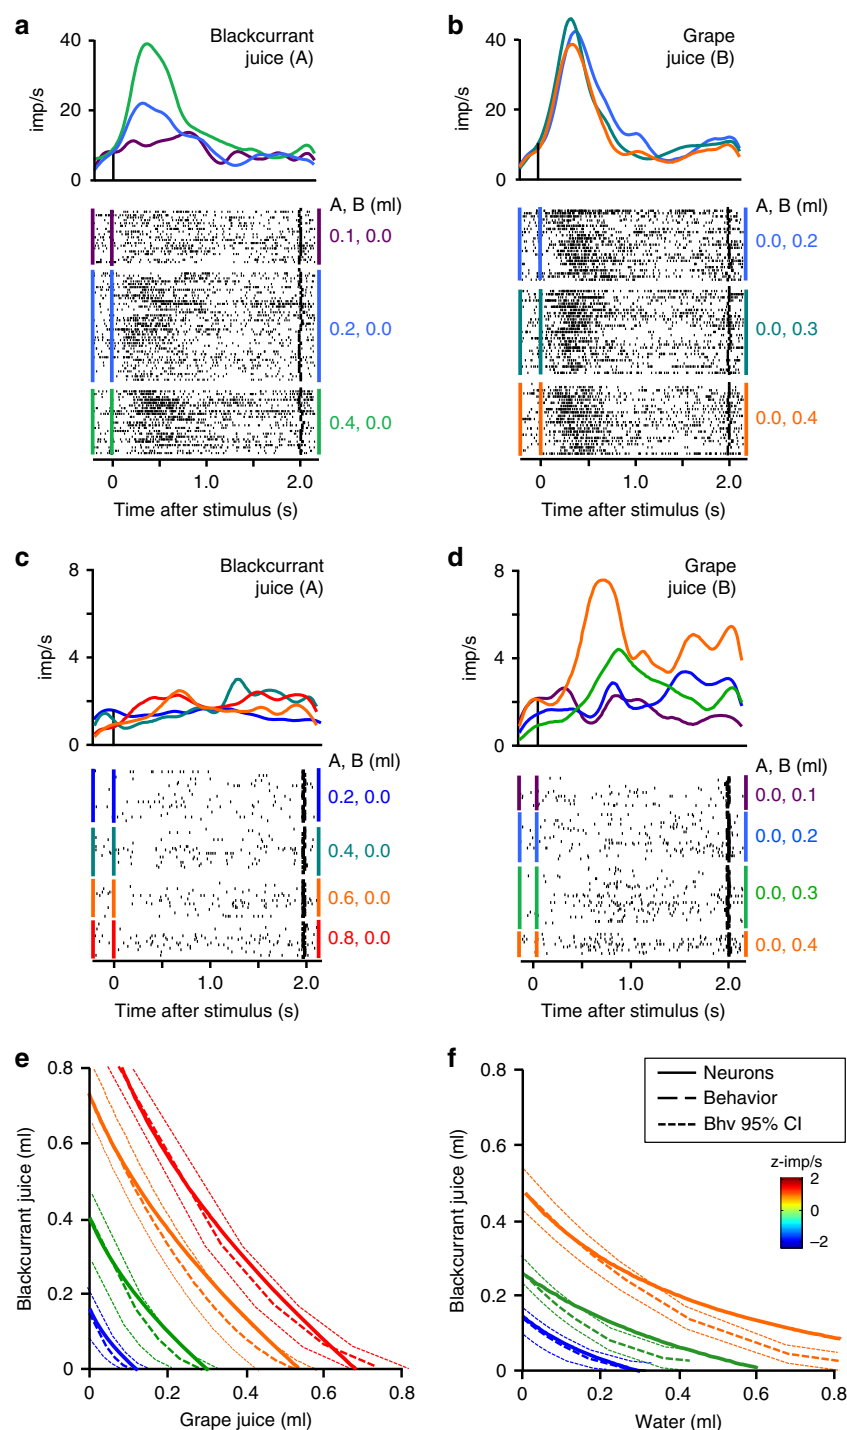 a
Blackcurrant
juice (A)
40
20
0
imp/s
A, B (ml)
0.1, 0.0
0.2, 0.0
0.4, 0.0
0
1.0
2.0
Time after stimulus (s)
b
Grape
juice (B)
40
20
0
imp/s
A, B (ml)
0.0, 0.2
0.0, 0.3
0.0, 0.4
0
1.0
2.0
Time after stimulus (s)
c
Blackcurrant
juice (A)
8
4
0
imp/s
A, B (ml)
0.2, 0.0
0.4, 0.0
0.6, 0.0
0.8, 0.0
0
1.0
2.0
Time after stimulus (s)
d
Grape
juice (B)
8
4
0
imp/s
A, B (ml)
0.0, 0.1
0.0, 0.2
0.0, 0.3
0.0, 0.4
0
1.0
2.0
Time after stimulus (s)
e
0.8
0.6
0.4
0.2
0
Blackcurrant juice (ml)
0
0.2
0.4
0.6
0.8
Grape juice (ml)
f
Neurons
Behavior
Bhv 95% CI
z-imp/s
2
0
–2
0.8
0.6
0.4
0.2
0
Blackcurrant juice (ml)
0
0.2
0.4
0.6
0.8
Water (ml)